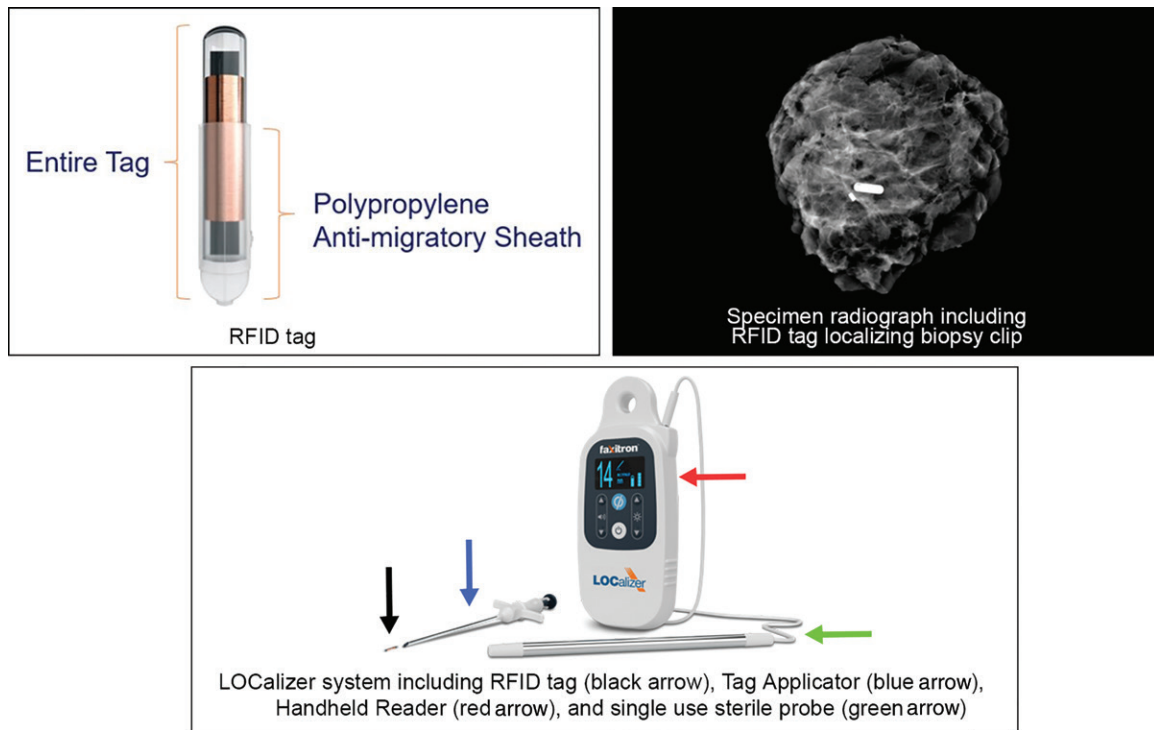 Entire Tag
Polypropylene
Anti-migratory Sheath
RFID tag
Specimen radiograph including
RFID tag localizing biopsy clip
faxitron
14
LOCalizer
LOCalizer system including RFID tag (black arrow), Tag Applicator (blue arrow),
Handheld Reader (red arrow), and single use sterile probe (green arrow)